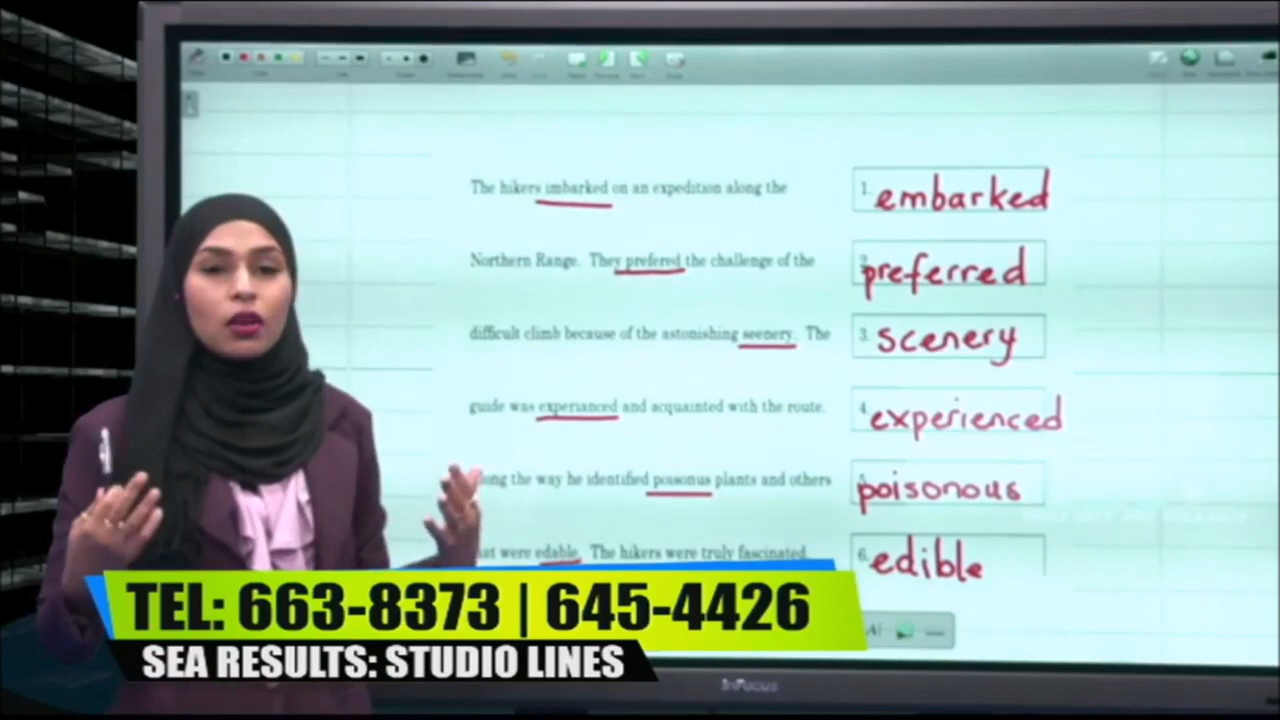 The hikers imbarked on an expedition along the
1. embarked
Northern Range. They prefered the challenge of the
2. preferred
difficult climb because of the astonishing seenery. The
3. scenery
guide was experianced and acquainted with the route.
4. experienced
the way he identified poisonus plants and others
5. poisonous
were edable. The hikers were truly fascinated
6. edible
TEL: 663-8373 | 645-4426
SEA RESULTS: STUDIO LINES
InFocus